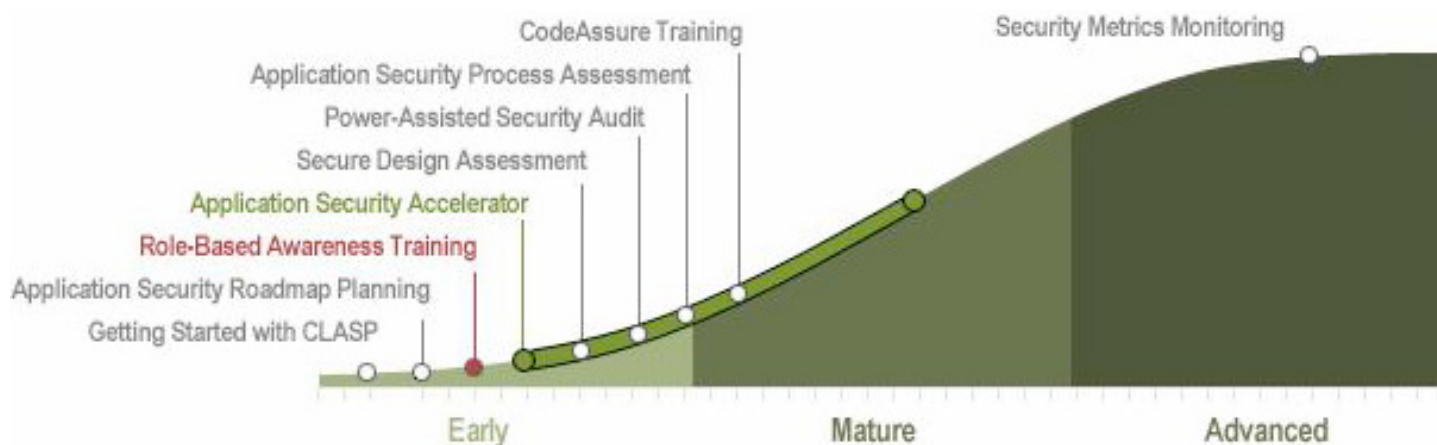 CodeAssure Training
Security Metrics Monitoring
Application Security Process Assessment
Power-Assisted Security Audit
Secure Design Assessment
Application Security Accelerator
Role-Based Awareness Training
Application Security Roadmap Planning
Getting Started with CLASP
Early
Mature
Advanced